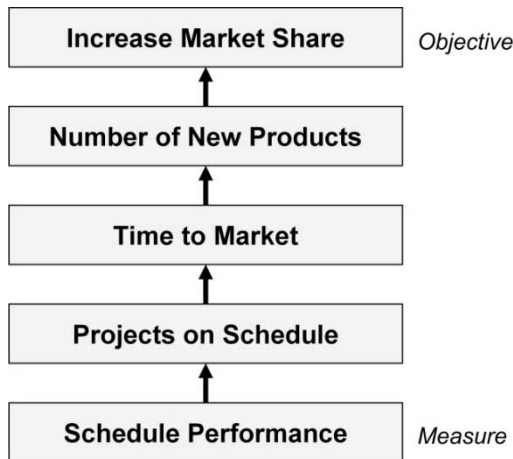 Increase Market Share
Objective
Number of New Products
Time to Market
Projects on Schedule
Schedule Performance
Measure